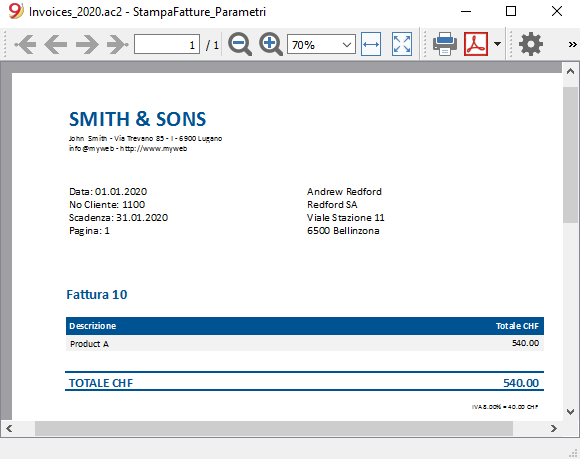 Invoices_2020.ac2 - StampaFatture_Parametri
1 / 1
70%
SMITH & SONS
John Smith - Via Trevano 83 - I - 6900 Lugano
info@myweb - http://www.myweb
Data: 01.01.2020
No Cliente: 1100
Scadenza: 31.01.2020
Pagina: 1
Andrew Redford
Redford SA
Viale Stazione 11
6500 Bellinzona
Fattura 10
Descrizione Totale CHF
Product A 540.00
TOTALE CHF 540.00
IVA 8.00% = 40.00 CHF